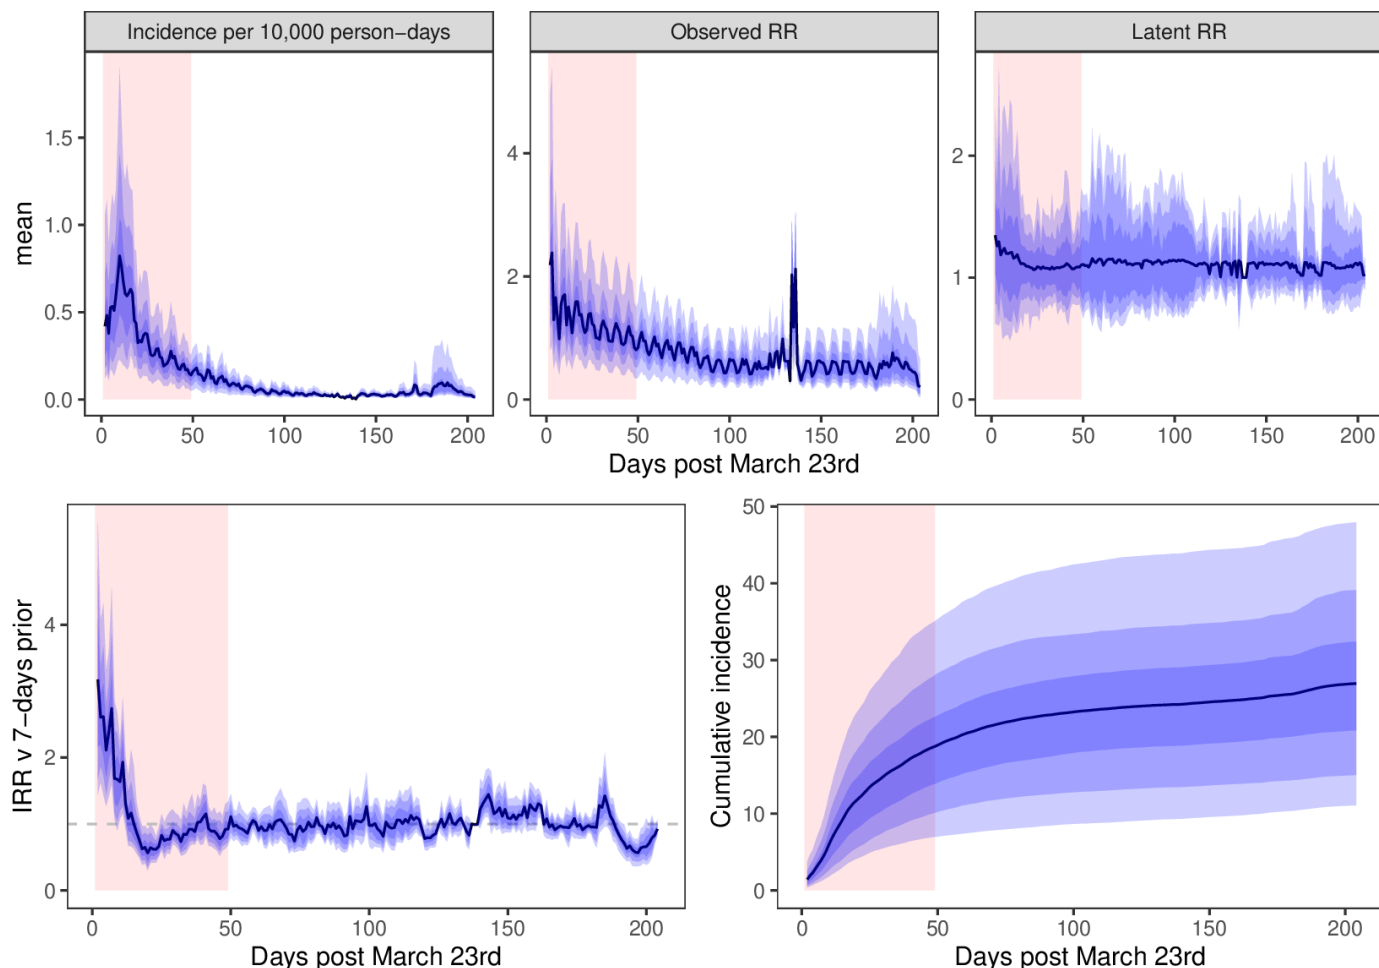 Incidence per 10,000 person−days
Observed RR
Latent RR
mean
1.5
1.0
0.5
0.0
0 50 100 150 200
4
2
0
0 50 100 150 200
2
1
0
0 50 100 150 200
Days post March 23rd
IRR v 7−days prior
4
2
0
0 50 100 150 200
Days post March 23rd
Cumulative incidence
50
40
30
20
10
0
0 50 100 150 200
Days post March 23rd